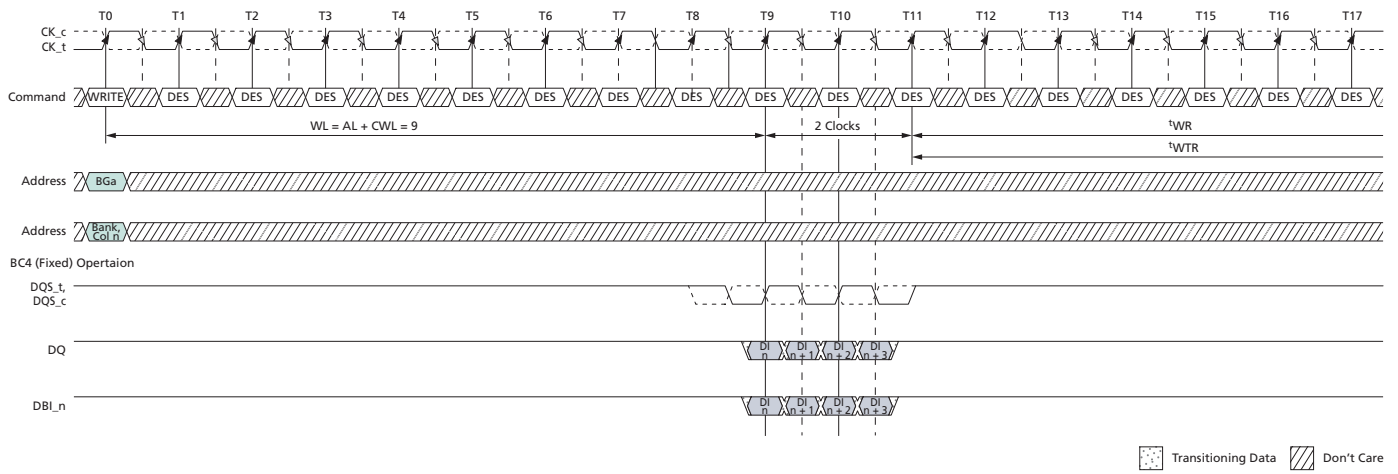 T0 T1 T2 T3 T4 T5 T6 T7 T8 T9 T10 T11 T12 T13 T14 T15 T16 T17
CK_c
CK_t
Command WRITE DES DES DES DES DES DES DES DES DES DES DES DES DES DES DES DES DES
WL = AL + CWL = 9 2 Clocks tWR
tWTR
Address BGa
Address Bank,
Col n
BC4 (Fixed) Opertaion
DQS_t,
DQS_c
DQ DI n DI n + 1 DI n + 2 DI n + 3
DBI_n DI n DI n + 1 DI n + 2 DI n + 3
Transitioning Data Don't Care